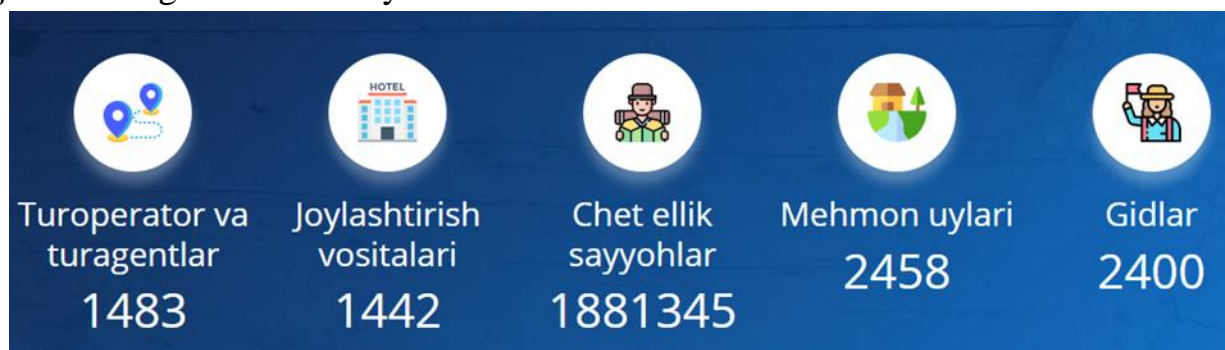 HOTEL
Turoperator va
turagentlar
1483
Joylashtirish
vositalari
1442
Chet ellik
sayyohlar
1881345
Mehmon uylari
2458
Gidlar
2400